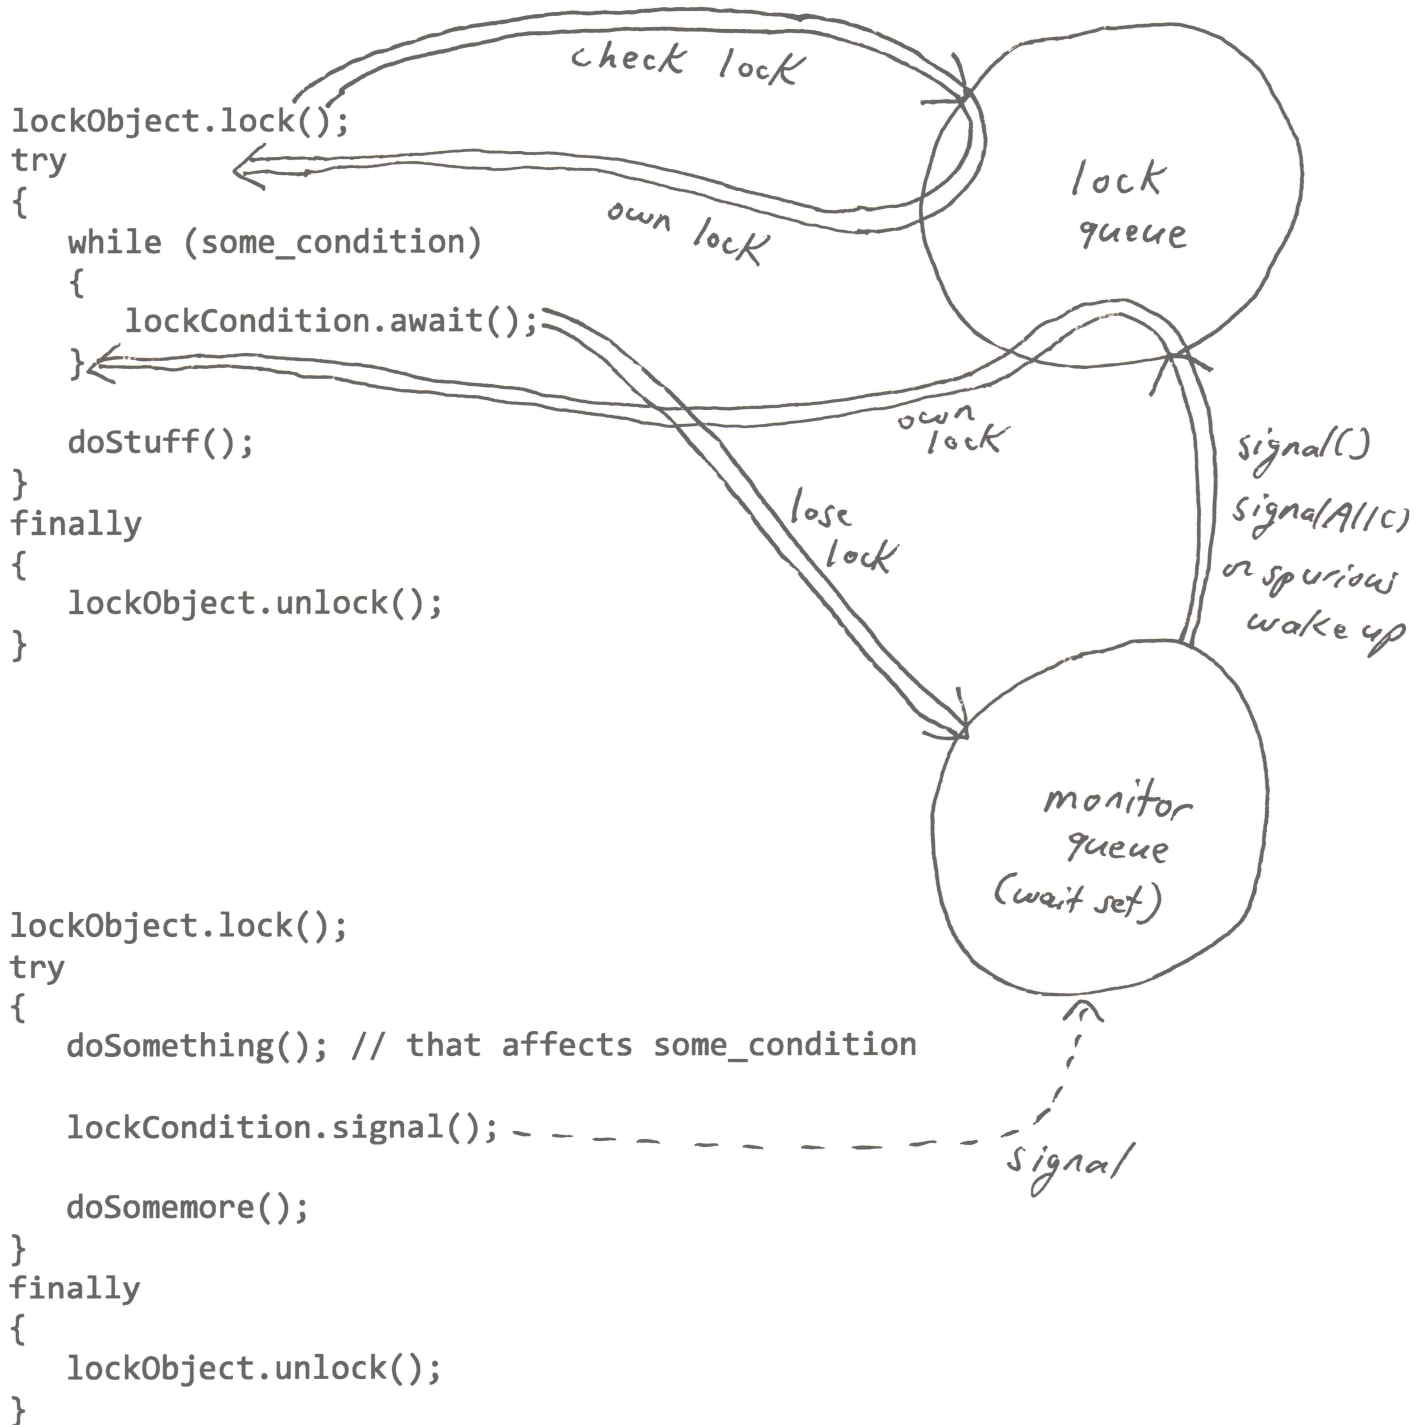 check lock
lockObject.lock();
try
{
lock
queue
own lock
while (some_condition)
{
lockCondition.await();
}
own
lock
doStuff();
signal()
signalAll()
or spurious
wake up
}
finally
lose
lock
{
lockObject.unlock();
}
monitor
queue
(wait set)
lockObject.lock();
try
{
doSomething(); // that affects some_condition
lockCondition.signal();
signal
doSomemore();
}
finally
{
lockObject.unlock();
}